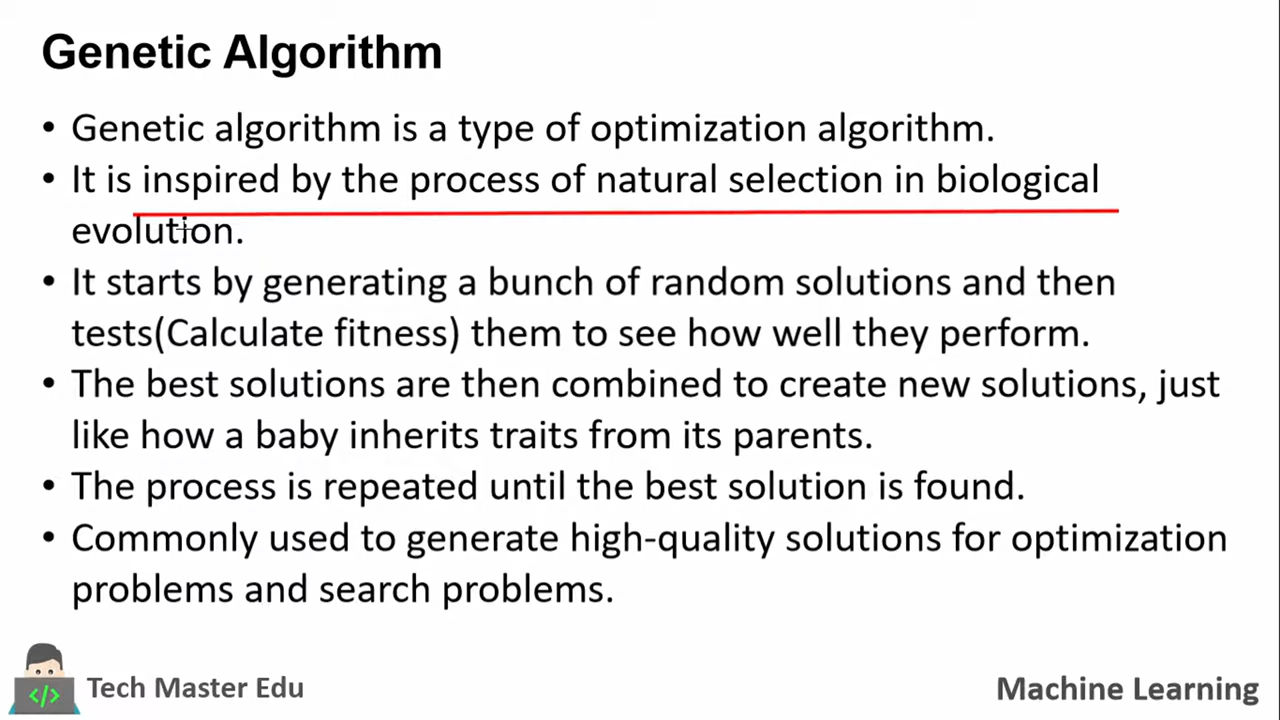 Genetic Algorithm
• Genetic algorithm is a type of optimization algorithm.
• It is inspired by the process of natural selection in biological
evolution.
• It starts by generating a bunch of random solutions and then
tests(Calculate fitness) them to see how well they perform.
• The best solutions are then combined to create new solutions, just
like how a baby inherits traits from its parents.
• The process is repeated until the best solution is found.
• Commonly used to generate high-quality solutions for optimization
problems and search problems.
</> Tech Master Edu
Machine Learning